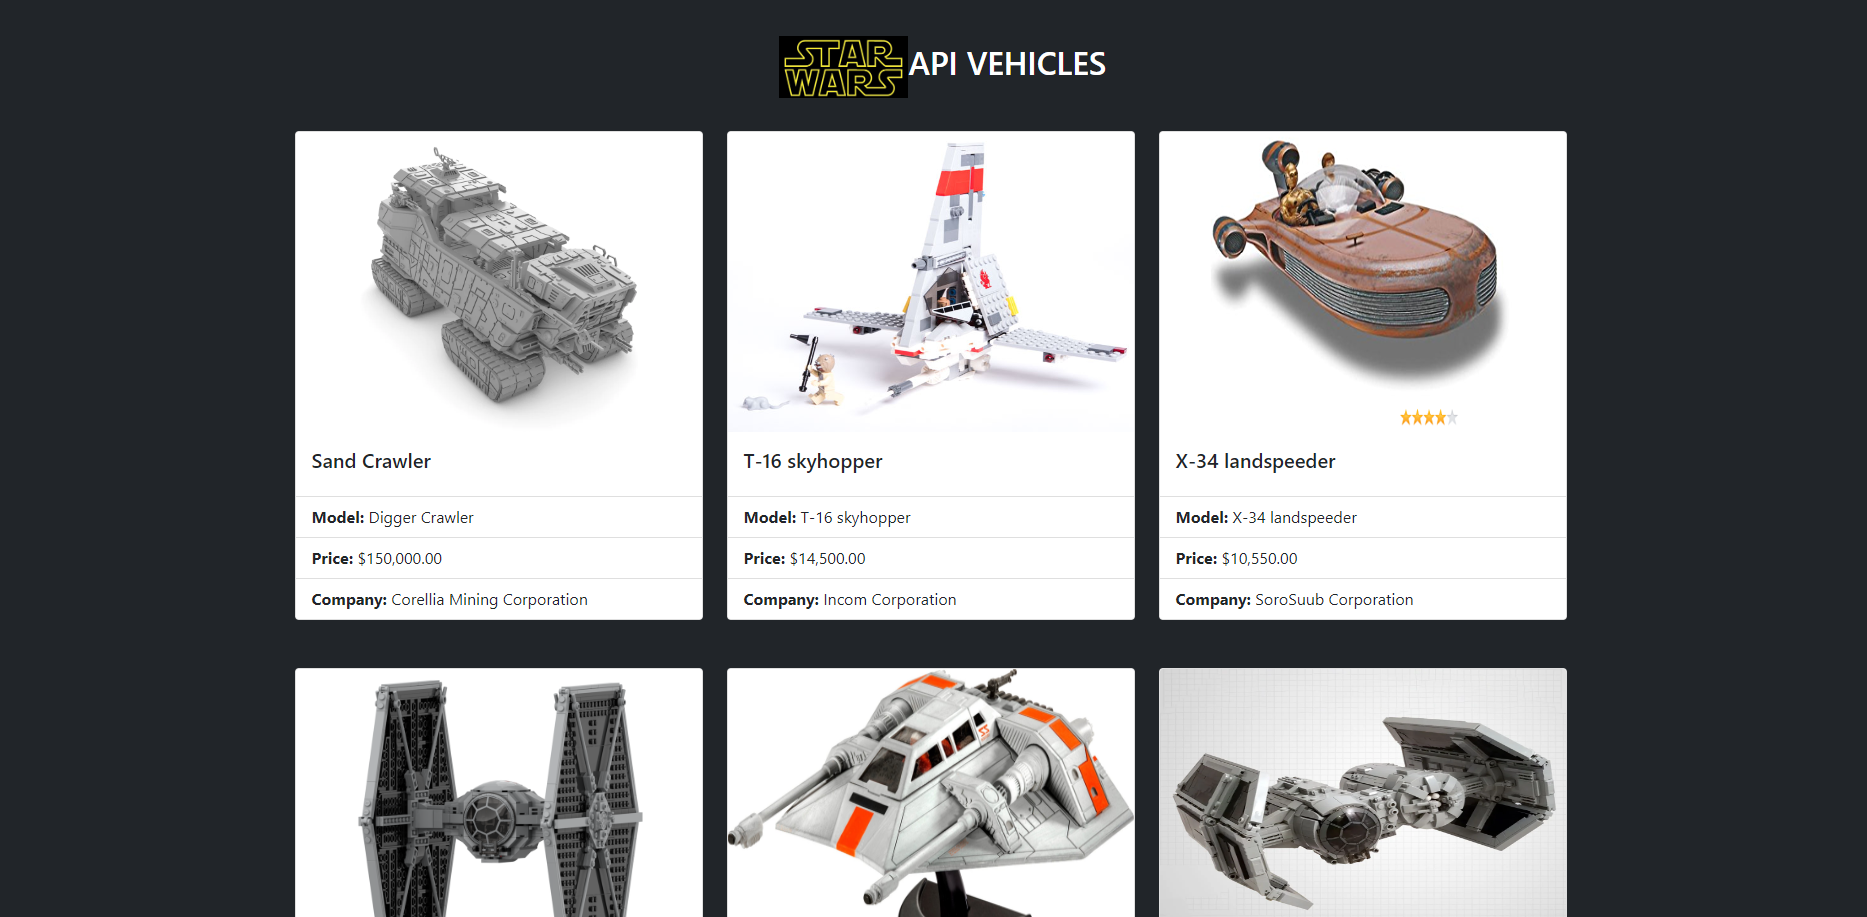 STAR
WARS
API VEHICLES
Sand Crawler
Model: Digger Crawler
Price: $150,000.00
Company: Corellia Mining Corporation
T-16 skyhopper
Model: T-16 skyhopper
Price: $14,500.00
Company: Incom Corporation
X-34 landspeeder
Model: X-34 landspeeder
Price: $10,550.00
Company: SoroSuub Corporation